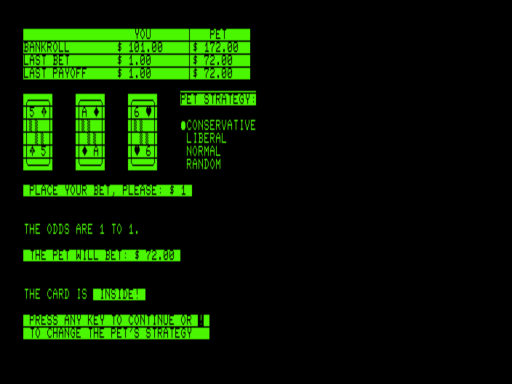 YOU PET
BANKROLL $ 101.00 $ 172.00
LAST BET $ 1.00 $ 72.00
LAST PAYOFF $ 1.00 $ 72.00
PET STRATEGY:
5 ♣ A ♦ 6 ♥
●CONSERVATIVE
LIBERAL
NORMAL
♣ 5 ♦ A ♥ 6
RANDOM
PLACE YOUR BET, PLEASE: $ 1
THE ODDS ARE 1 TO 1.
THE PET WILL BET: $ 72.00
THE CARD IS INSIDE!
PRESS ANY KEY TO CONTINUE OR
TO CHANGE THE PET'S STRATEGY